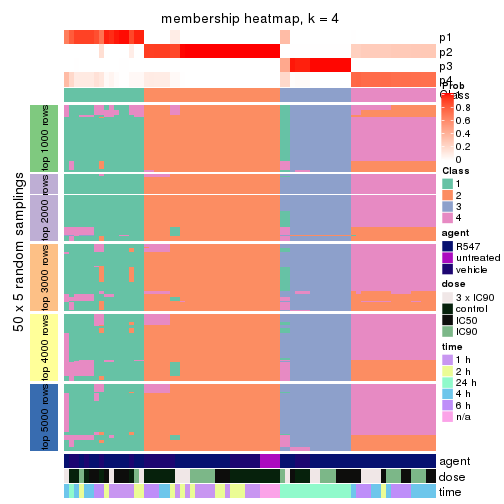 membership heatmap, k = 4
p1
p2
p3
p4
Class
Prob
1
0.8
0.6
0.4
0.2
0
Class
1
2
3
4
agent
R547
untreated
vehicle
dose
3 x IC90
control
IC50
IC90
time
1 h
2 h
24 h
4 h
6 h
n/a
50 x 5 random samplings
top 1000 rows
top 2000 rows
top 3000 rows
top 4000 rows
top 5000 rows
agent
dose
time